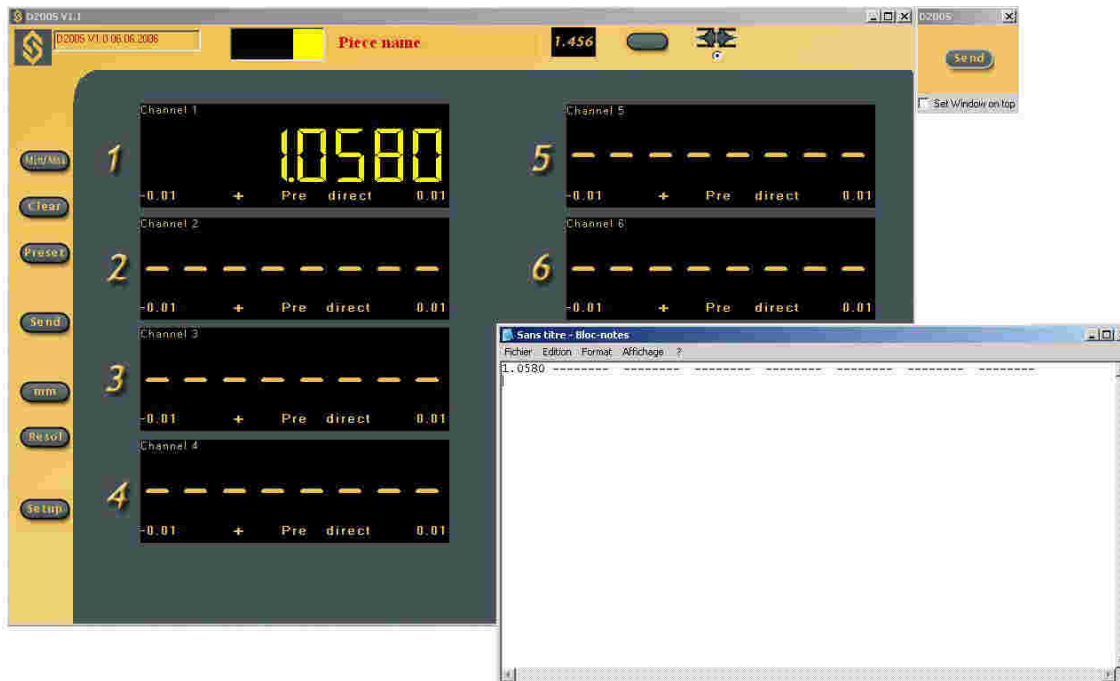 D200S V1.1
D200S V1.0 06.06.2006
Piece name
1.456
D200S
Send
Set Window on top
Min/Max
Clear
Preset
Send
mm
Resol
Setup
1
Channel 1
1.0580
-0.01 + Pre direct 0.01
2
Channel 2
- - - - - - - -
-0.01 + Pre direct 0.01
3
Channel 3
- - - - - - - -
-0.01 + Pre direct 0.01
4
Channel 4
- - - - - - - -
-0.01 + Pre direct 0.01
5
Channel 5
- - - - - - - -
-0.01 + Pre direct 0.01
6
Channel 6
- - - - - - - -
-0.01 + Pre direct 0.01
Sans titre - Bloc-notes
Fichier Edition Format Affichage ?
1.0580 -------- -------- -------- -------- -------- -------- --------